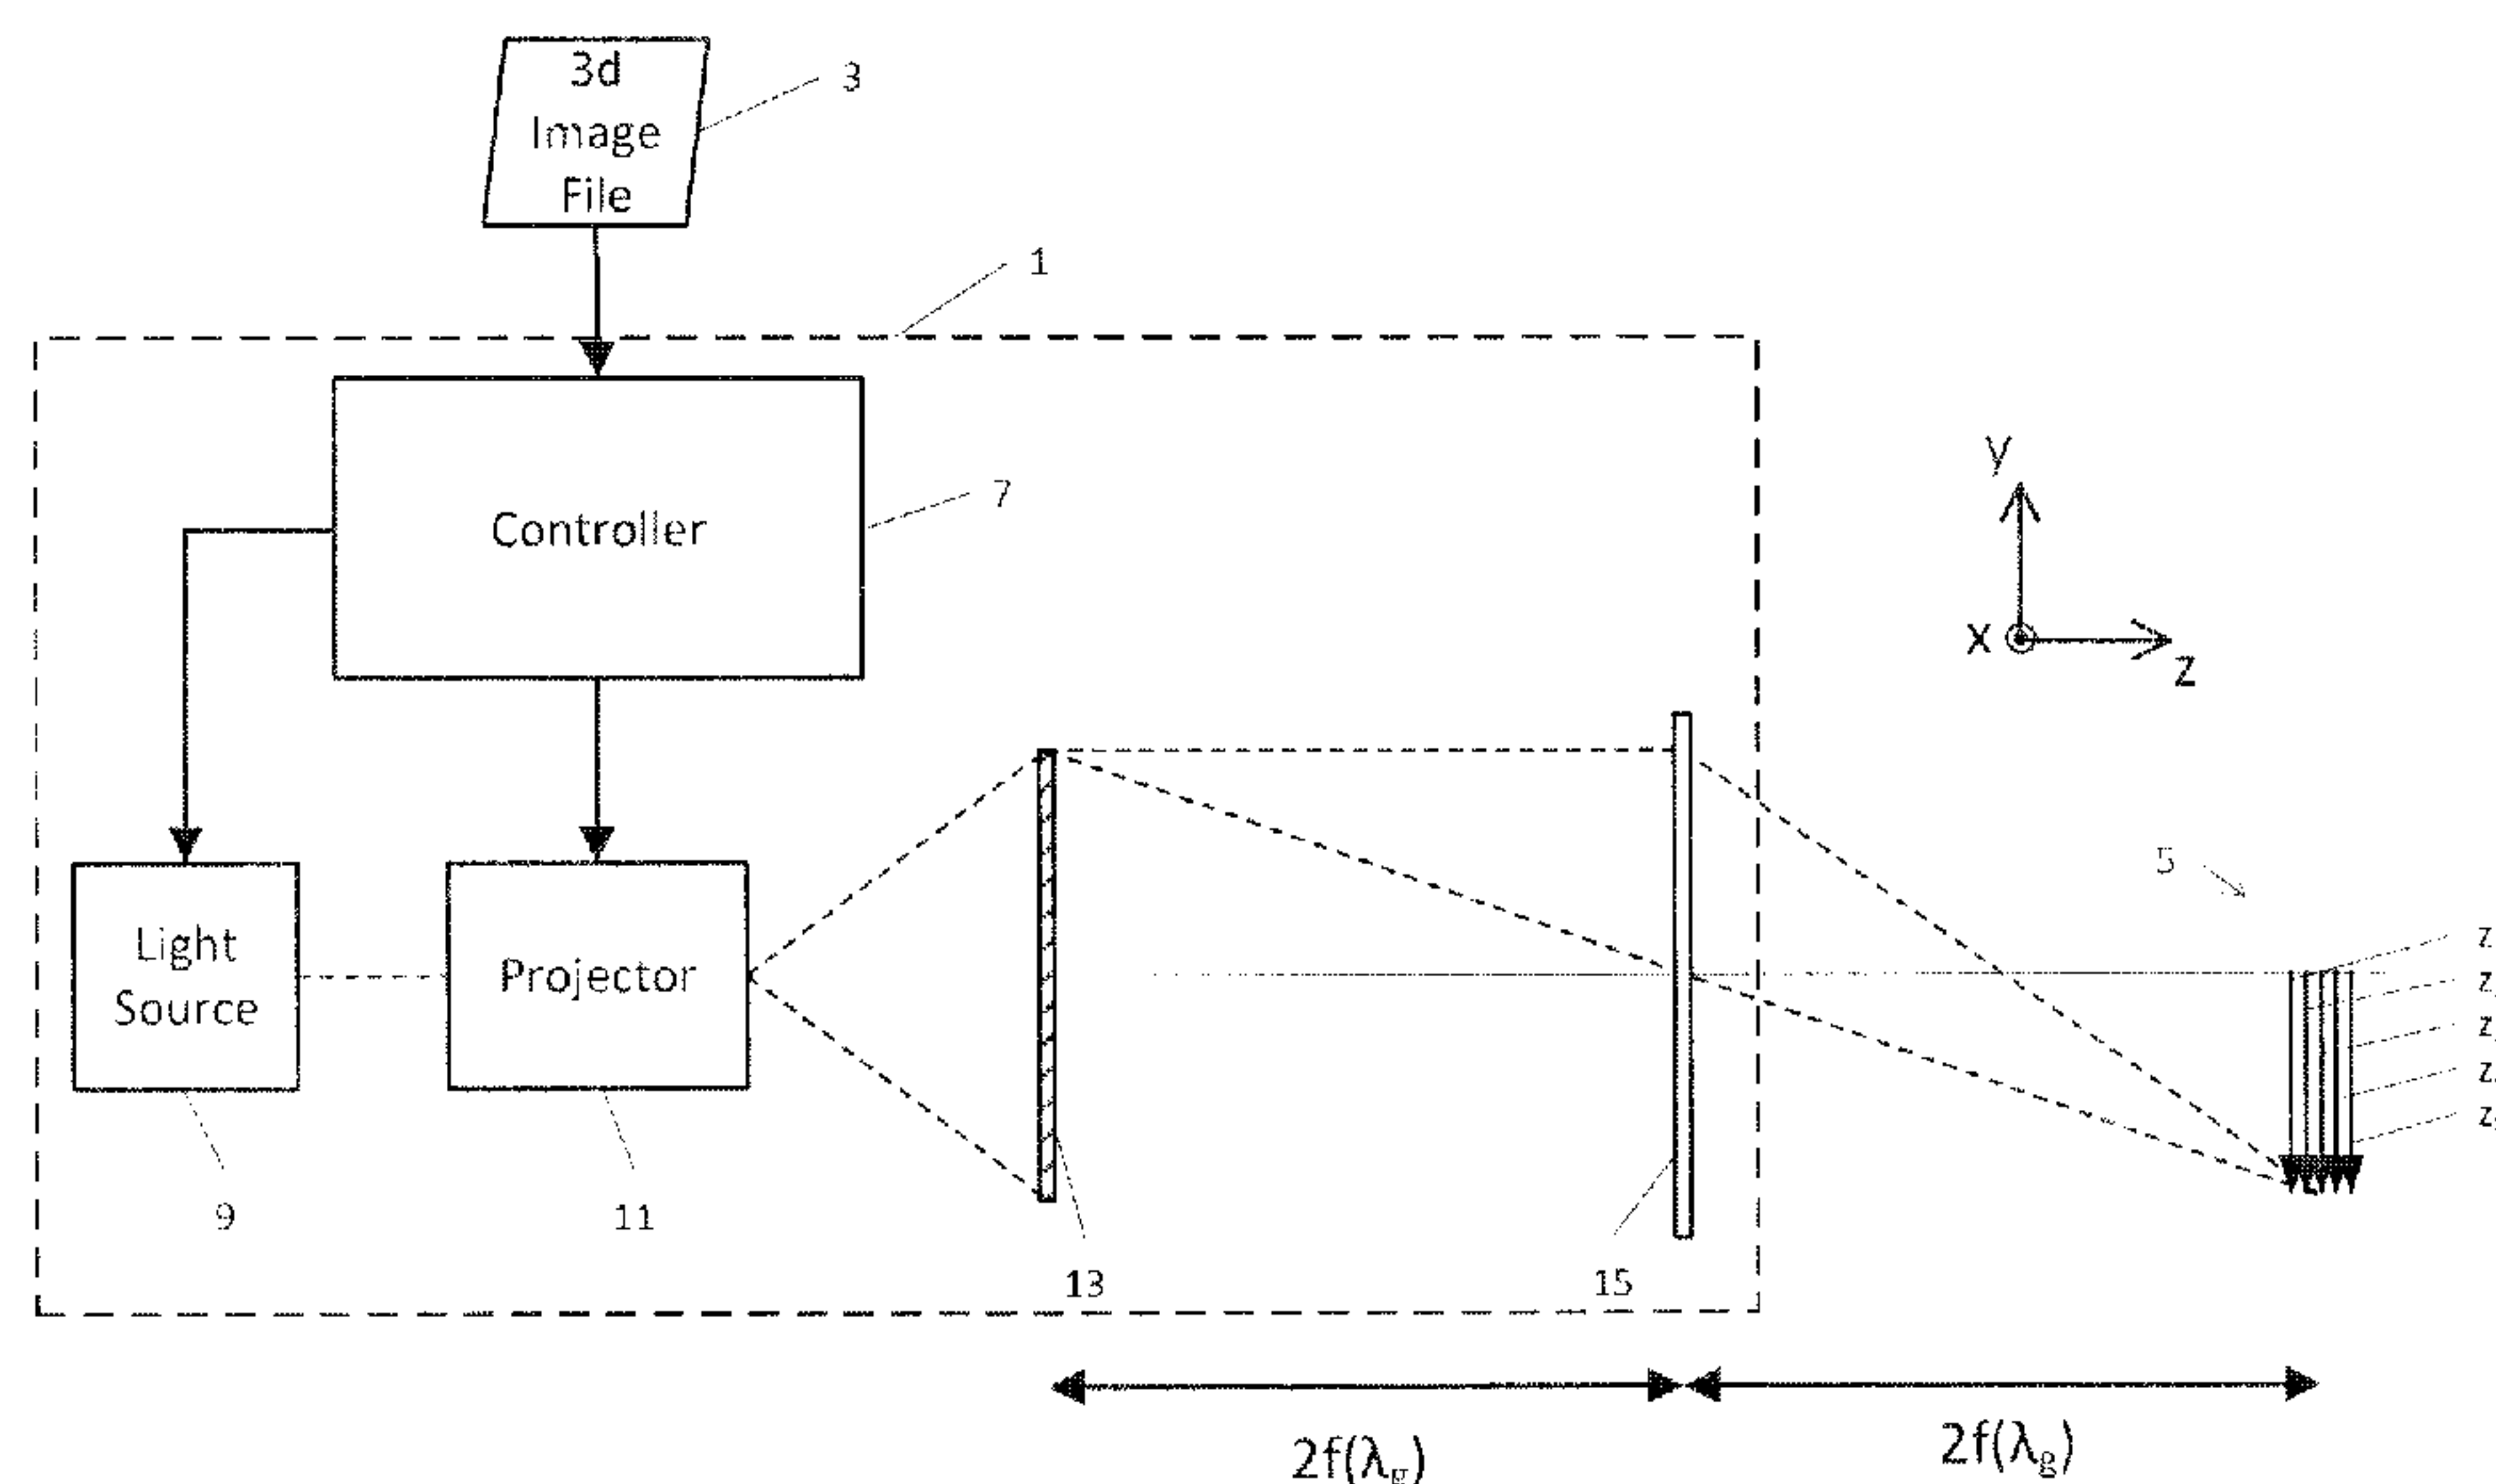 3d
Image
File
3
1
Controller
7
y
x
z
5
Light
Source
Projector
z
z
z
z
z
9
11
13
15
2f(λg)
2f(λg)